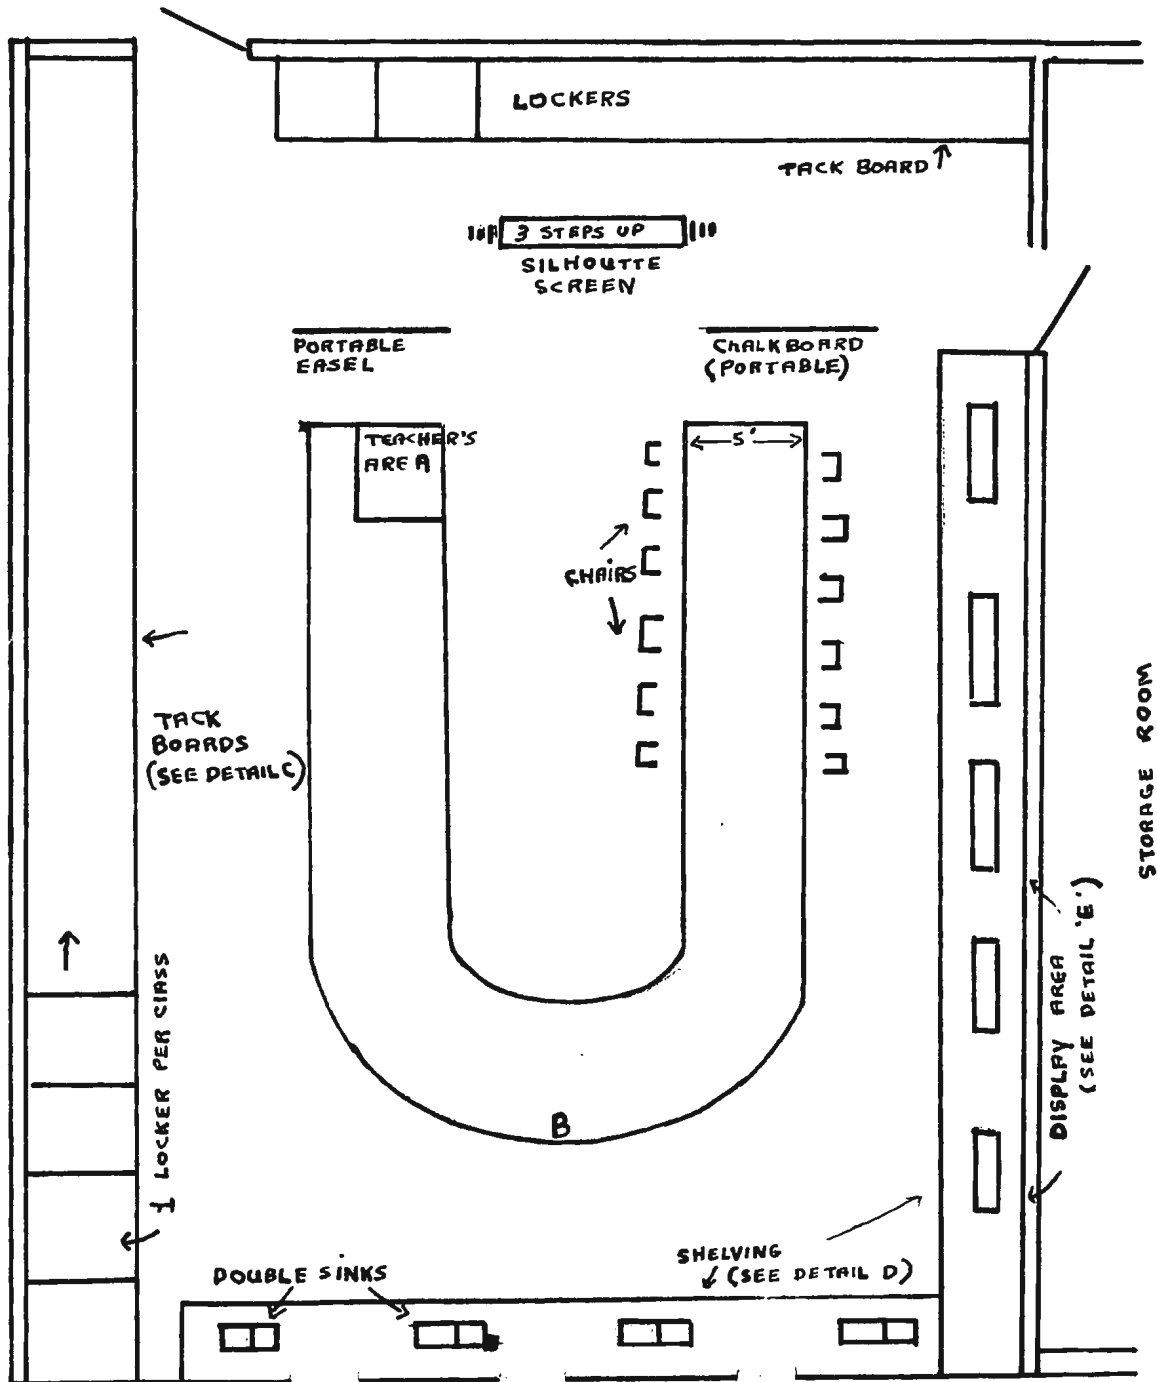 LOCKERS
TACK BOARD
3 STEPS UP
SILHOUTTE
SCREEN
PORTABLE
EASEL
CHALKBOARD
(PORTABLE)
TEACHER'S
AREA
5'
CHAIRS
TACK
BOARDS
(SEE DETAIL C)
STORAGE ROOM
1 LOCKER PER CLASS
DISPLAY AREA
(SEE DETAIL 'E')
B
SHELVING
(SEE DETAIL D)
DOUBLE SINKS